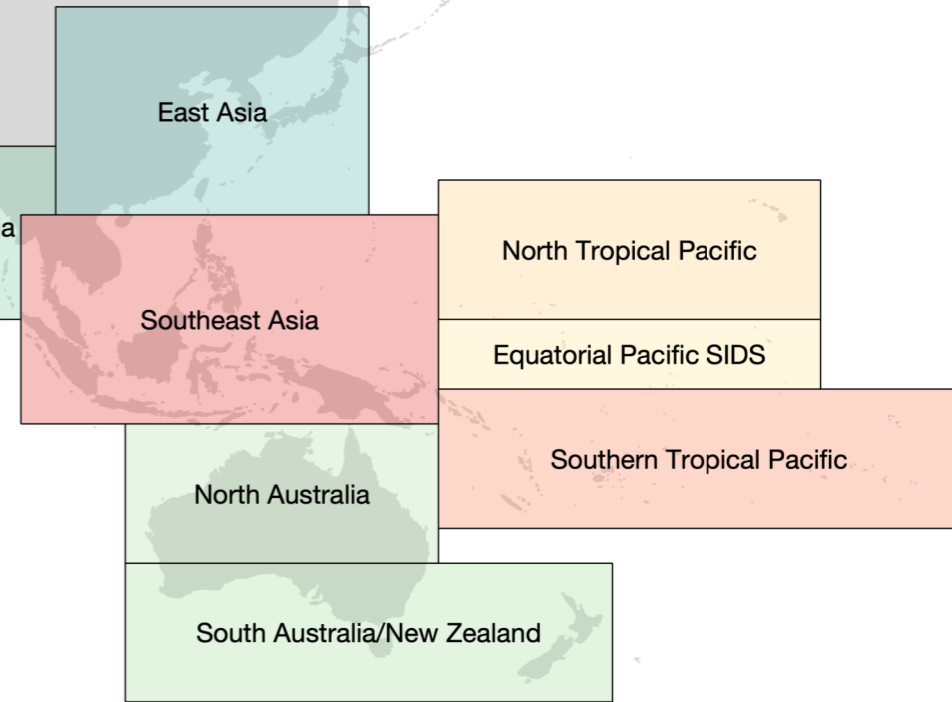 East Asia
a
North Tropical Pacific
Southeast Asia
Equatorial Pacific SIDS
Southern Tropical Pacific
North Australia
South Australia/New Zealand